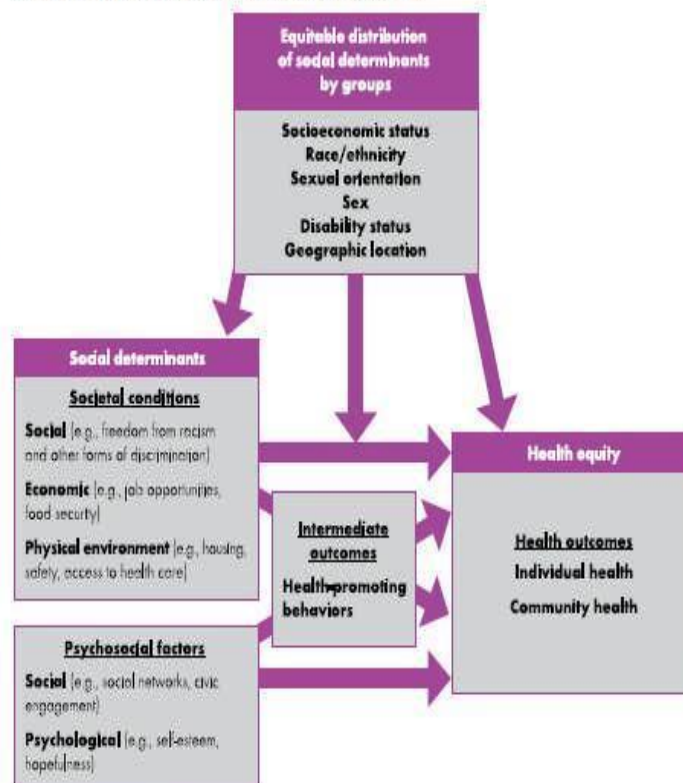 Equitable distribution
of social determinants
by groups
Socioeconomic status
Race/ethnicity
Sexual orientation
Sex
Disability status
Geographic location
Social determinants
Societal conditions
Social (e.g., freedom from racism
and other forms of discrimination)
Economic (e.g., job opportunities,
food security)
Physical environment (e.g., housing,
safety, access to health care)
Psychosocial factors
Social (e.g., social networks, civic
engagement)
Psychological (e.g., self-esteem,
hopefulness)
Intermediate
outcomes
Health-promoting
behaviors
Health equity
Health outcomes
Individual health
Community health